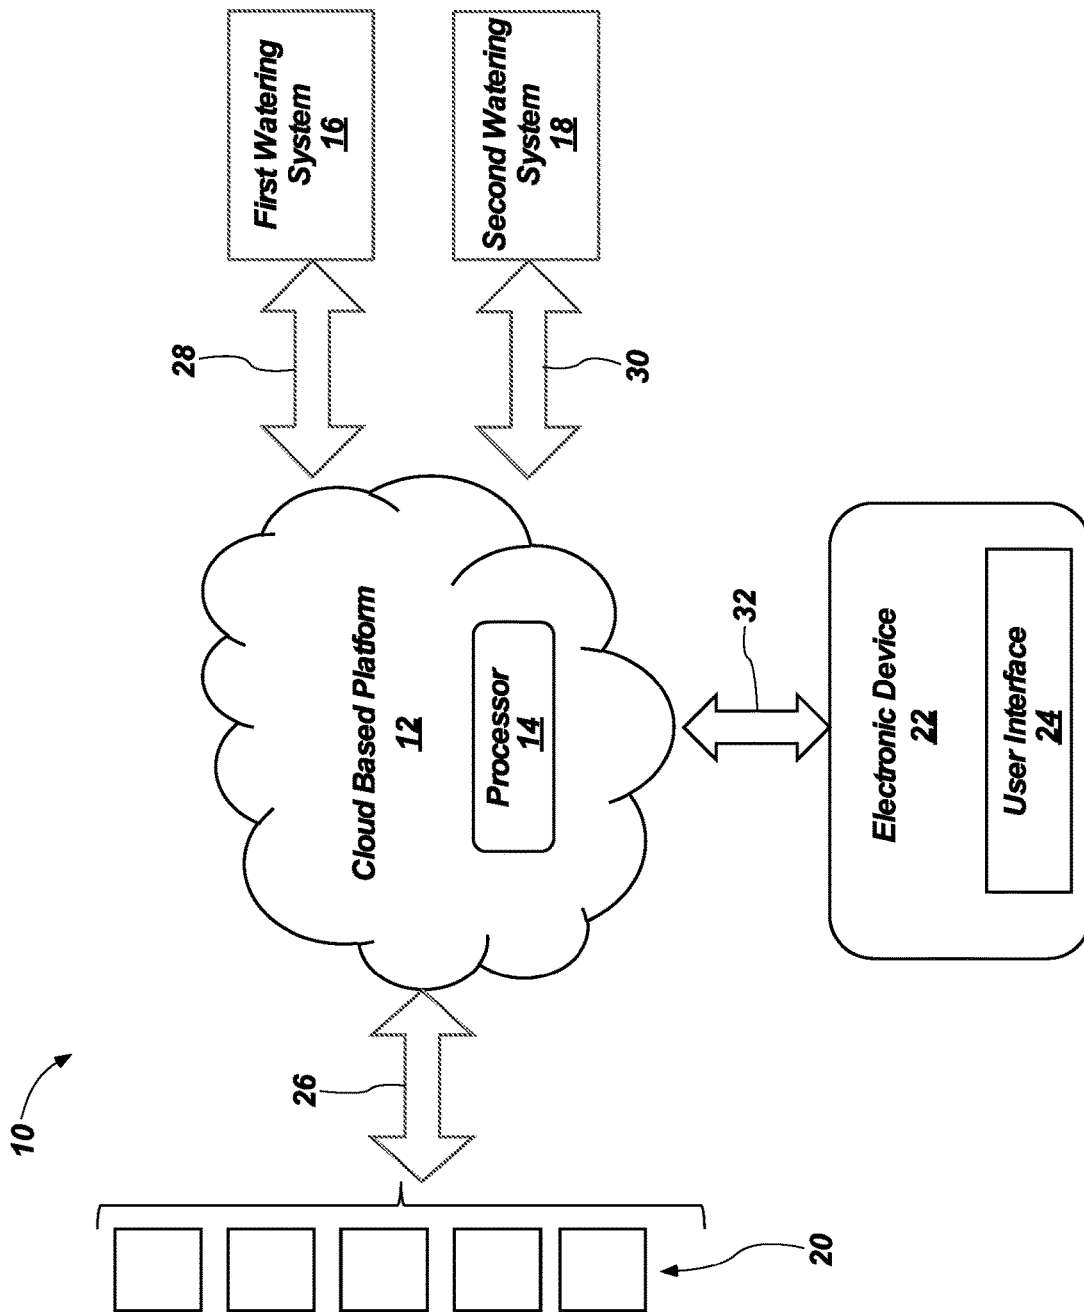 10
20
26
Cloud Based Platform
12
Processor
14
28
First Watering
System
16
Second Watering
System
18
30
32
Electronic Device
22
User Interface
24